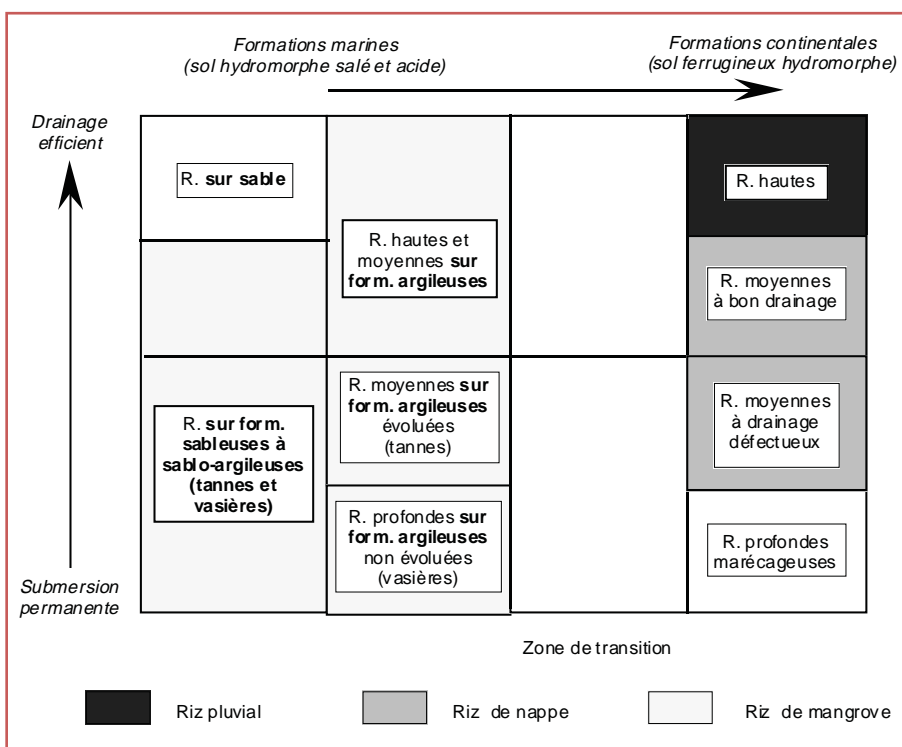 Formations marines
(sol hydromorphe salé et acide)
Formations continentales
(sol ferrugineux hydromorphe)
Drainage
efficient
R. sur sable
R. hautes et
moyennes sur
form. argileuses
R. hautes
R. moyennes
à bon drainage
R. sur form.
sableuses à
sablo-argileuses
(tannes et
vasières)
R. moyennes sur
form. argileuses
évoluées
(tannes)
R. moyennes
à drainage
défectueux
R. profondes sur
form. argileuses
non évoluées
(vasières)
R. profondes
marécageuses
Submersion
permanente
Zone de transition
Riz pluvial
Riz de nappe
Riz de mangrove